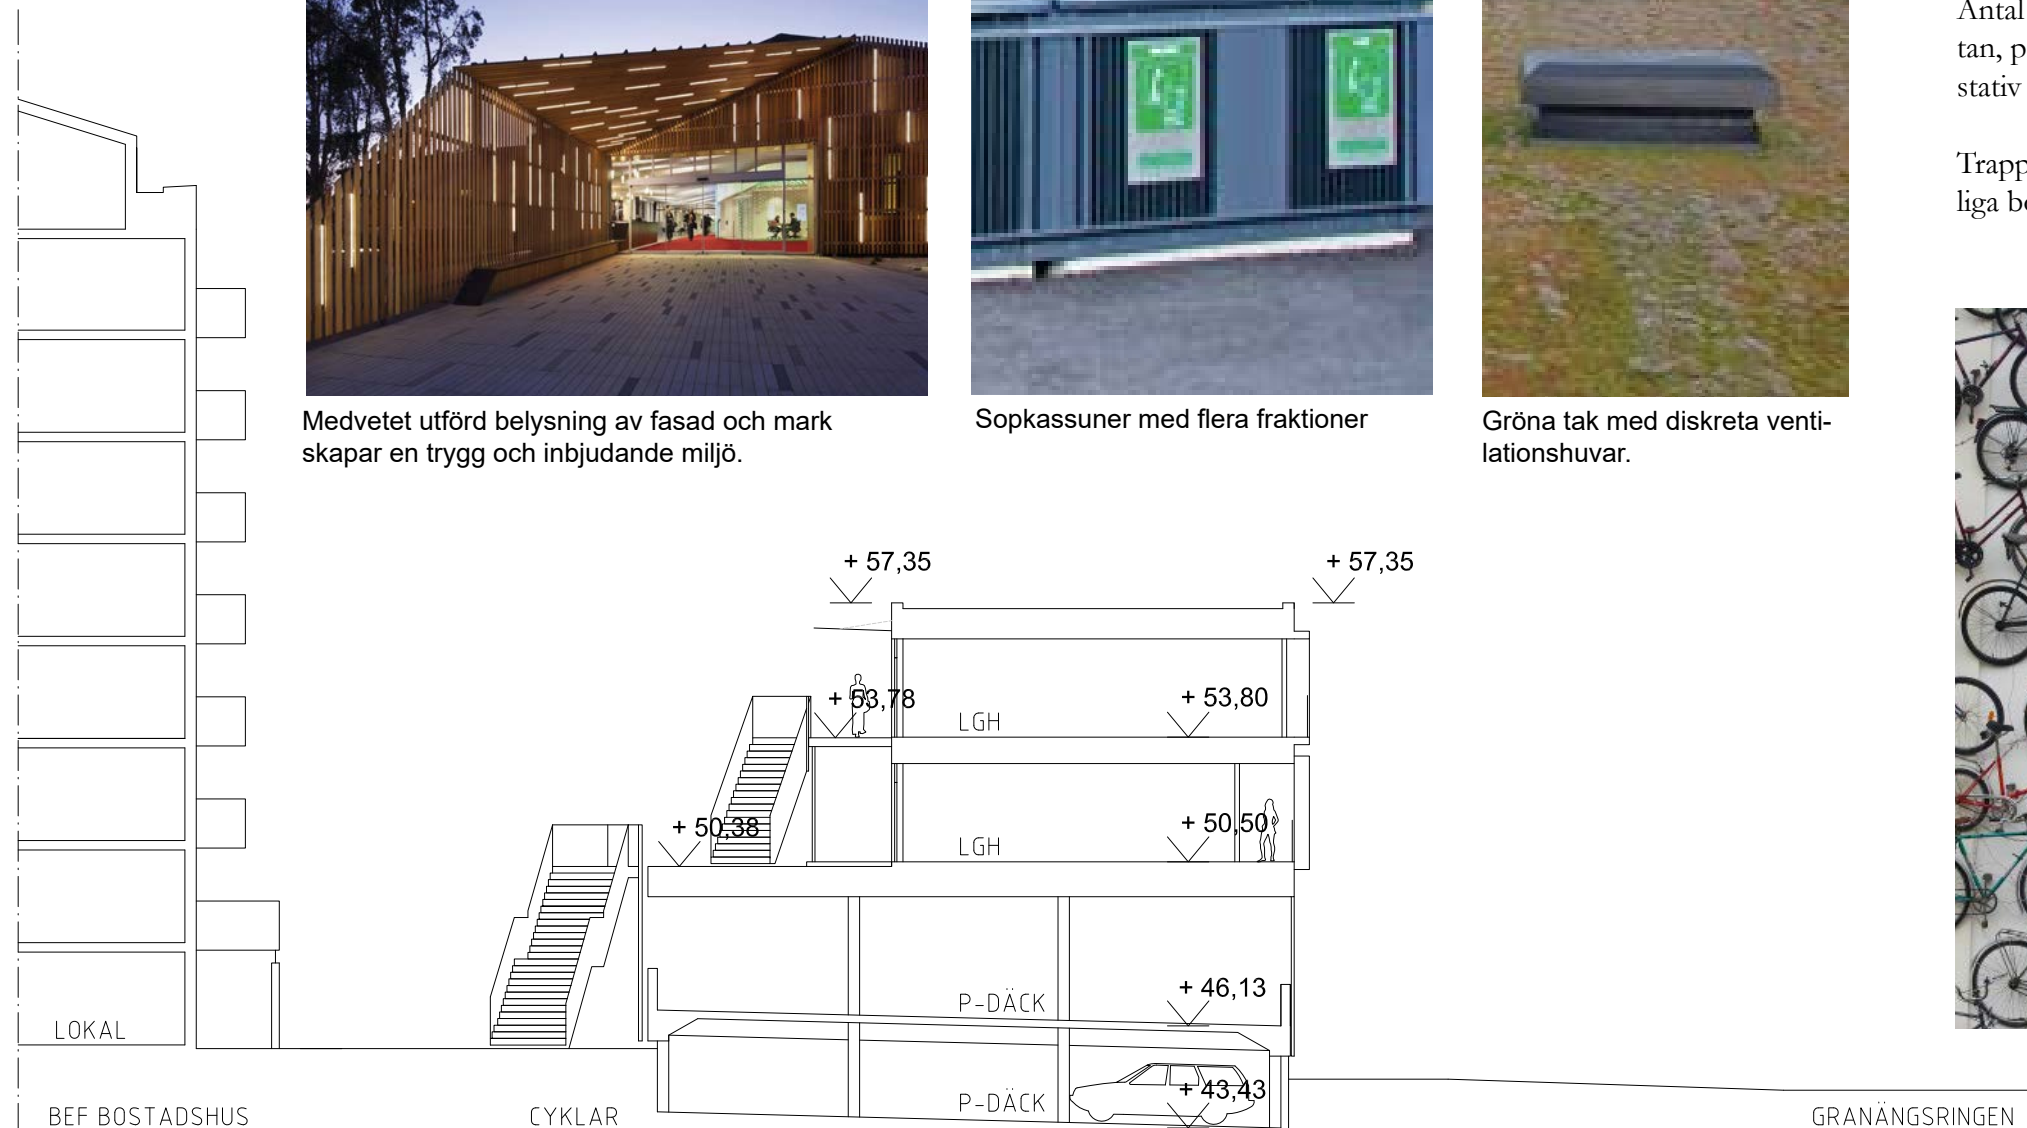 Antal
tan, p
stativ
Trapp
liga b
Medvetet utförd belysning av fasad och mark
skapar en trygg och inbjudande miljö.
Sopkassuner med flera fraktioner
Gröna tak med diskreta venti-
lationshuvar.
+ 57,35
+ 57,35
+ 53,78
+ 53,80
LGH
+ 50,38
+ 50,50
LGH
+ 46,13
P-DÄCK
LOKAL
+ 43,43
P-DÄCK
BEF BOSTADSHUS
CYKLAR
GRANÄNGSRINGEN